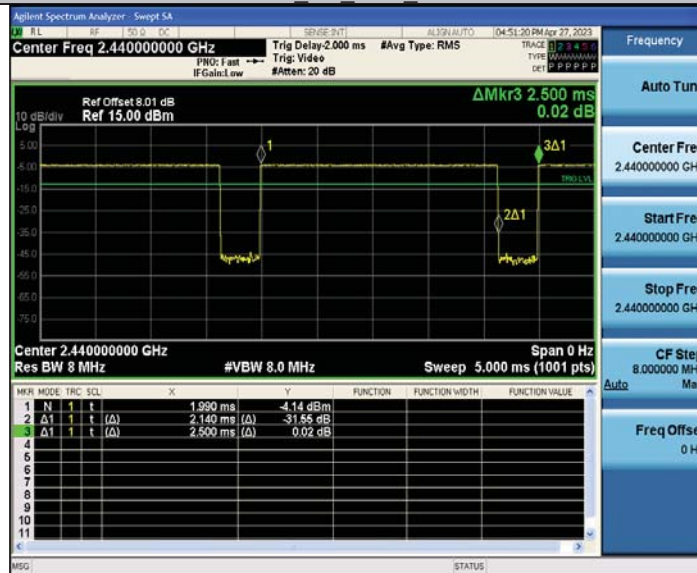 Agilent Spectrum Analyzer - Swept SA
RL RF 50 Ω DC SENSE:INT ALIGN AUTO 04:51:20 PM Apr 27, 2023
Center Freq 2.440000000 GHz
PNO: Fast
IFGain:Low
Trig Delay-2.000 ms
Trig: Video
#Atten: 20 dB
#Avg Type: RMS
TRACE 1 2 3 4 5 6
TYPE
DET P P P P P P
ΔMkr3 2.500 ms
0.02 dB
Ref Offset 8.01 dB
10 dB/div Ref 15.00 dBm
Log
5.00
-5.00
-15.0
-25.0
-35.0
-45.0
-55.0
-65.0
-75.0
1
3Δ1
TRIG LVL
2Δ1
Center 2.440000000 GHz Span 0 Hz
Res BW 8 MHz #VBW 8.0 MHz Sweep 5.000 ms (1001 pts)
MKR MODE TRC SCL X Y FUNCTION FUNCTION WIDTH FUNCTION VALUE
1 N 1 t 1.990 ms -4.14 dBm
2 Δ1 1 t (Δ) 2.140 ms (Δ) -31.55 dB
3 Δ1 1 t (Δ) 2.500 ms (Δ) 0.02 dB
4
5
6
7
8
9
10
11
MSG STATUS
Frequency
Auto Tun
Center Fre
2.440000000 GH
Start Fre
2.440000000 GH
Stop Fre
2.440000000 GH
CF Ste
8.000000 MH
Auto Ma
Freq Offse
0 H